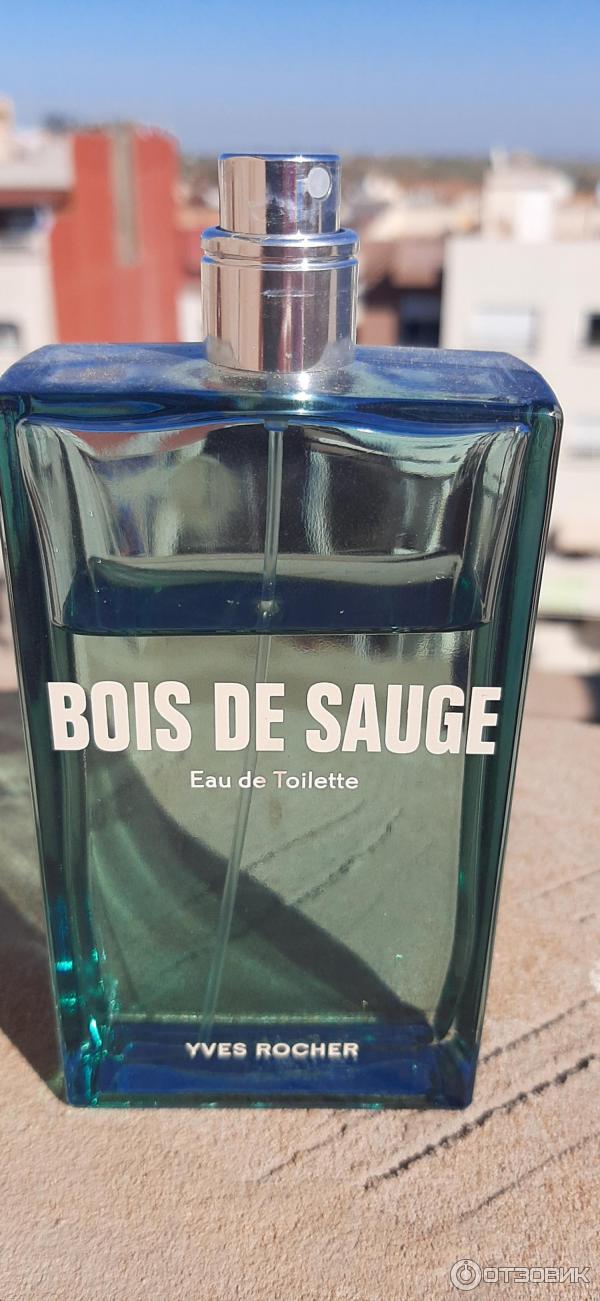 BOIS DE SAUGE
Eau de Toilette
YVES ROCHER
ОТЗОВИК